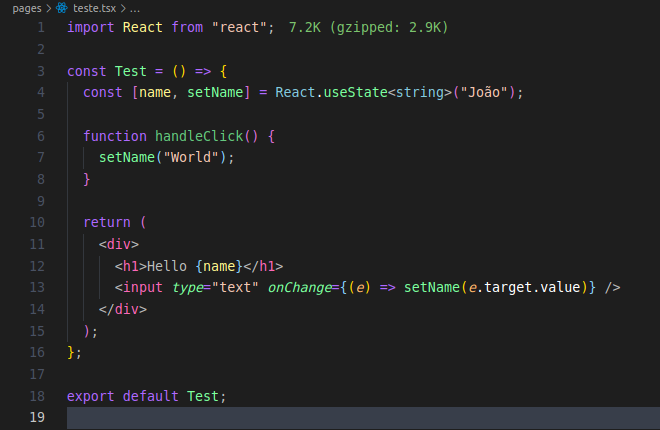 pages > teste.tsx > ...
1 import React from "react"; 7.2K (gzipped: 2.9K)
2
3 const Test = () => {
4   const [name, setName] = React.useState<string>("João");
5
6   function handleClick() {
7     setName("World");
8   }
9
10   return (
11     <div>
12       <h1>Hello {name}</h1>
13       <input type="text" onChange={(e) => setName(e.target.value)} />
14     </div>
15   );
16 };
17
18 export default Test;
19